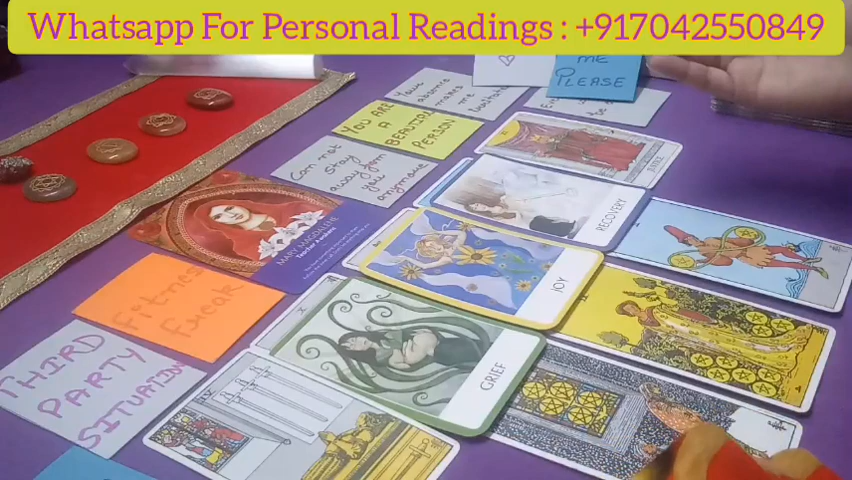 Whatsapp For Personal Readings : +917042550849
ME
PLEASE
Your
absence
makes
me
YOU ARE
A
BEAUTIFUL
PERSON
Can not
stay
away from
you
anymore
RECOVERY
MARY MAGDALENE
JOY
Fitness
freak
GRIEF
THIRD
PARTY
SITUATION
IV
X